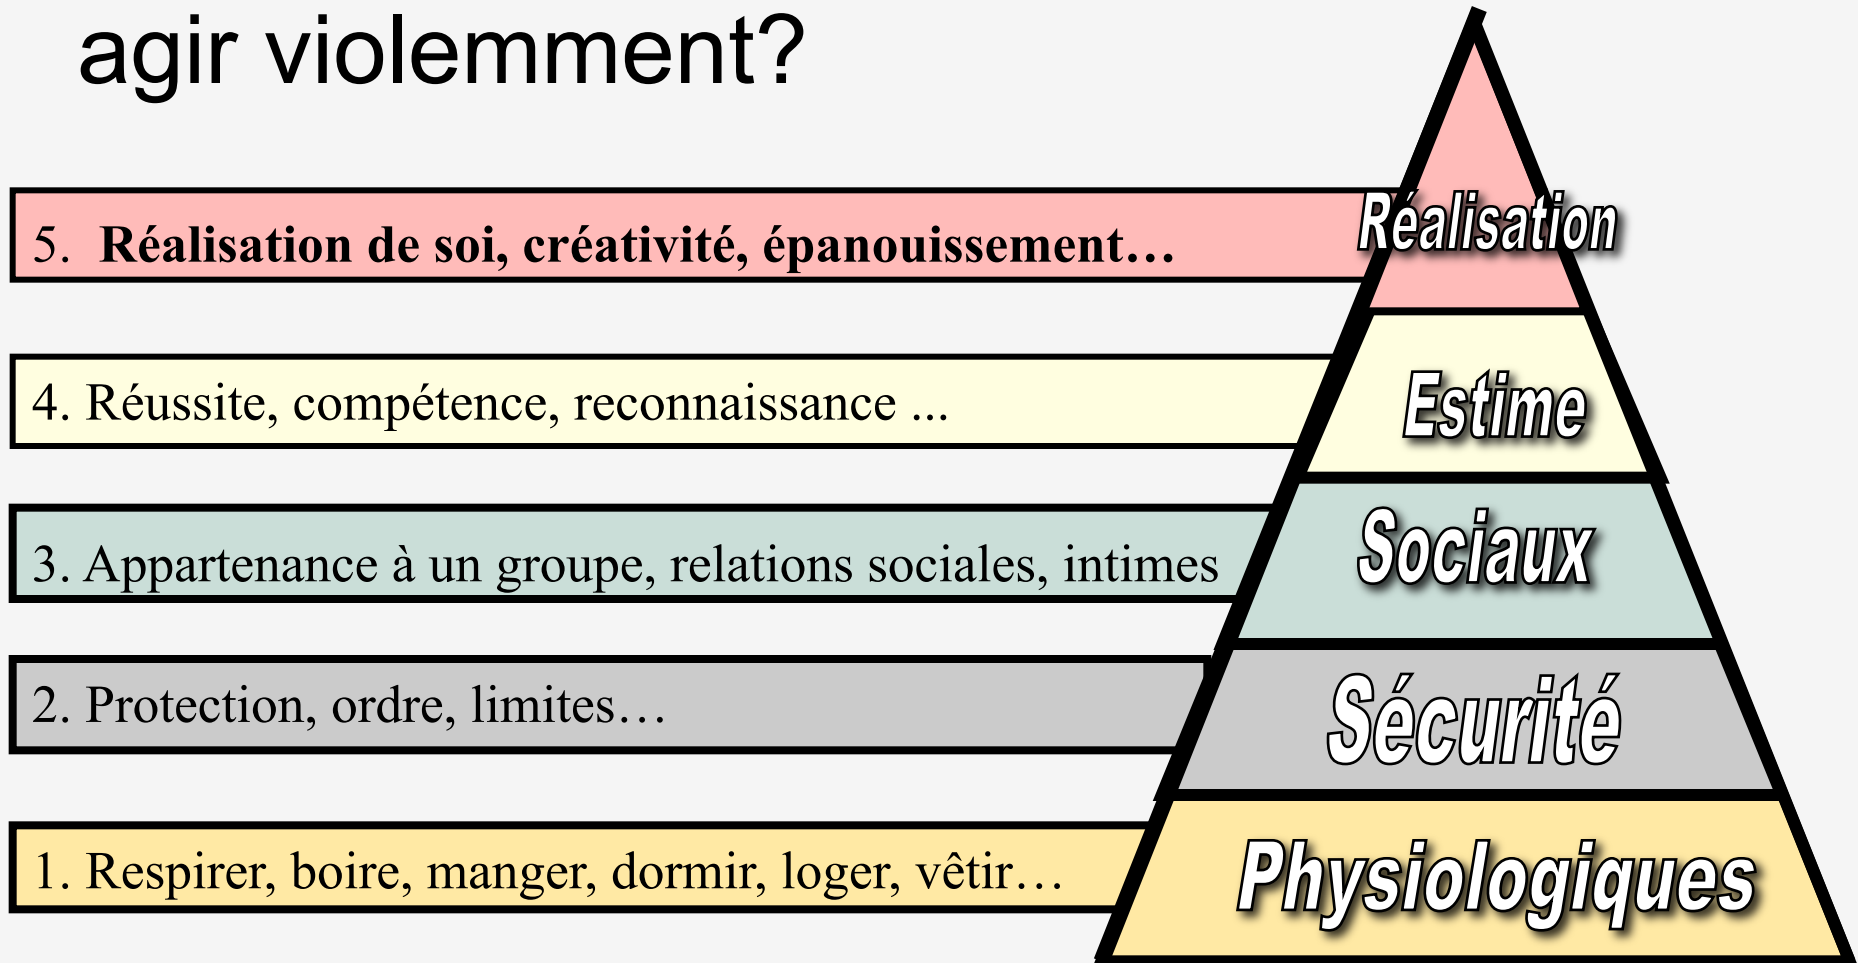 agir violemment?
5. Réalisation de soi, créativité, épanouissement…
Réalisation
4. Réussite, compétence, reconnaissance ...
Estime
3. Appartenance à un groupe, relations sociales, intimes
Sociaux
2. Protection, ordre, limites…
Sécurité
1. Respirer, boire, manger, dormir, loger, vêtir…
Physiologiques